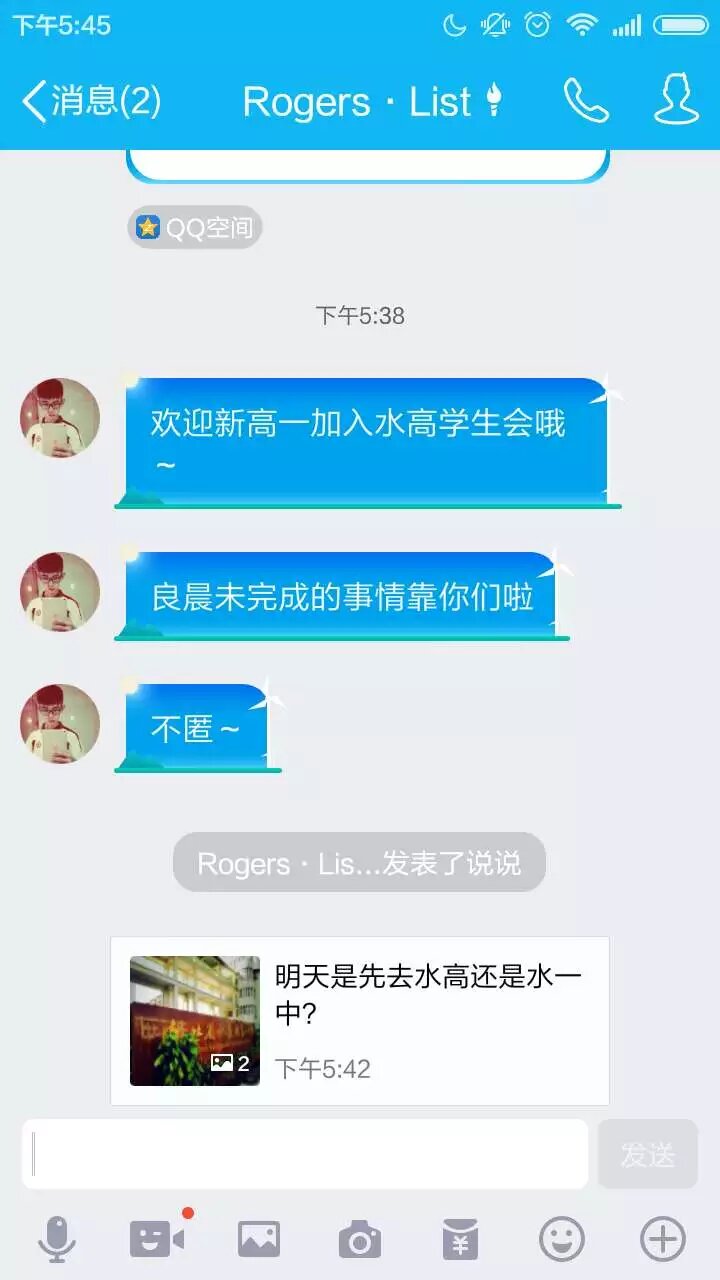 下午5:45
消息(2)
Rogers · List
QQ空间
下午5:38
欢迎新高一加入水高学生会哦
~
良晨未完成的事情靠你们啦
不匿~
Rogers · Lis...发表了说说
明天是先去水高还是水一
中?
2
下午5:42
发送